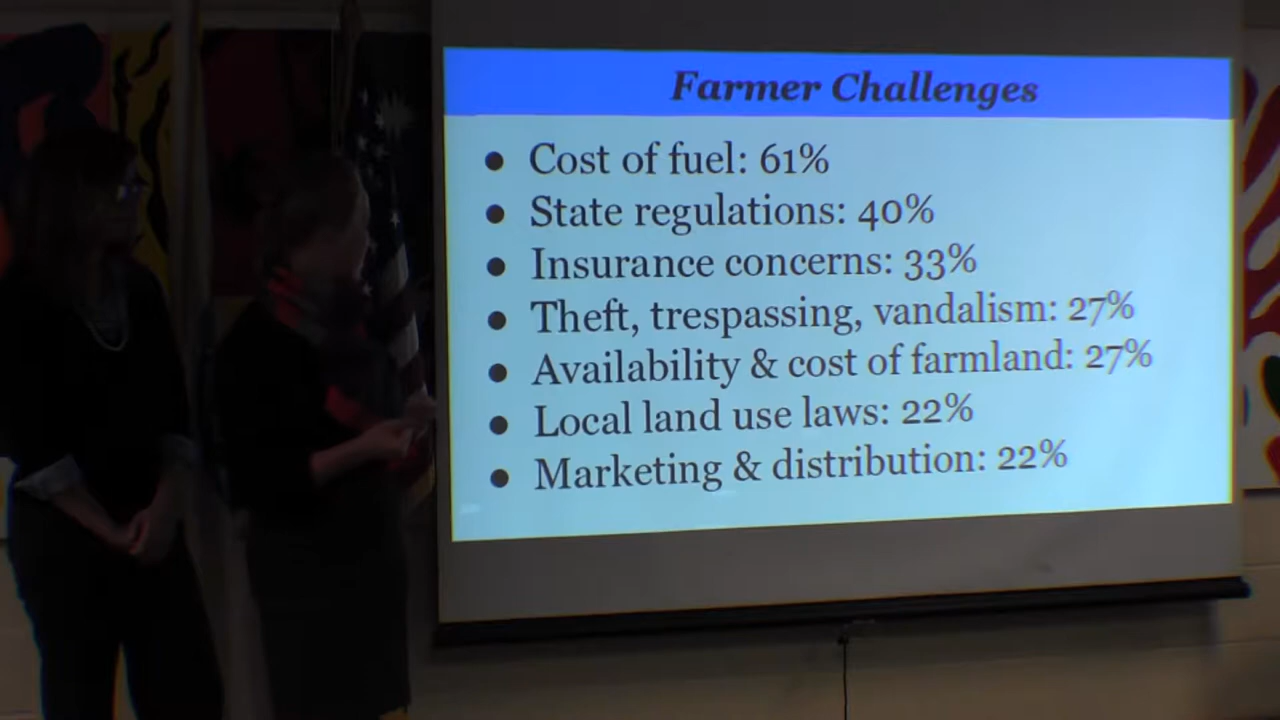 Farmer Challenges
● Cost of fuel: 61%
● State regulations: 40%
● Insurance concerns: 33%
● Theft, trespassing, vandalism: 27%
● Availability & cost of farmland: 27%
● Local land use laws: 22%
● Marketing & distribution: 22%